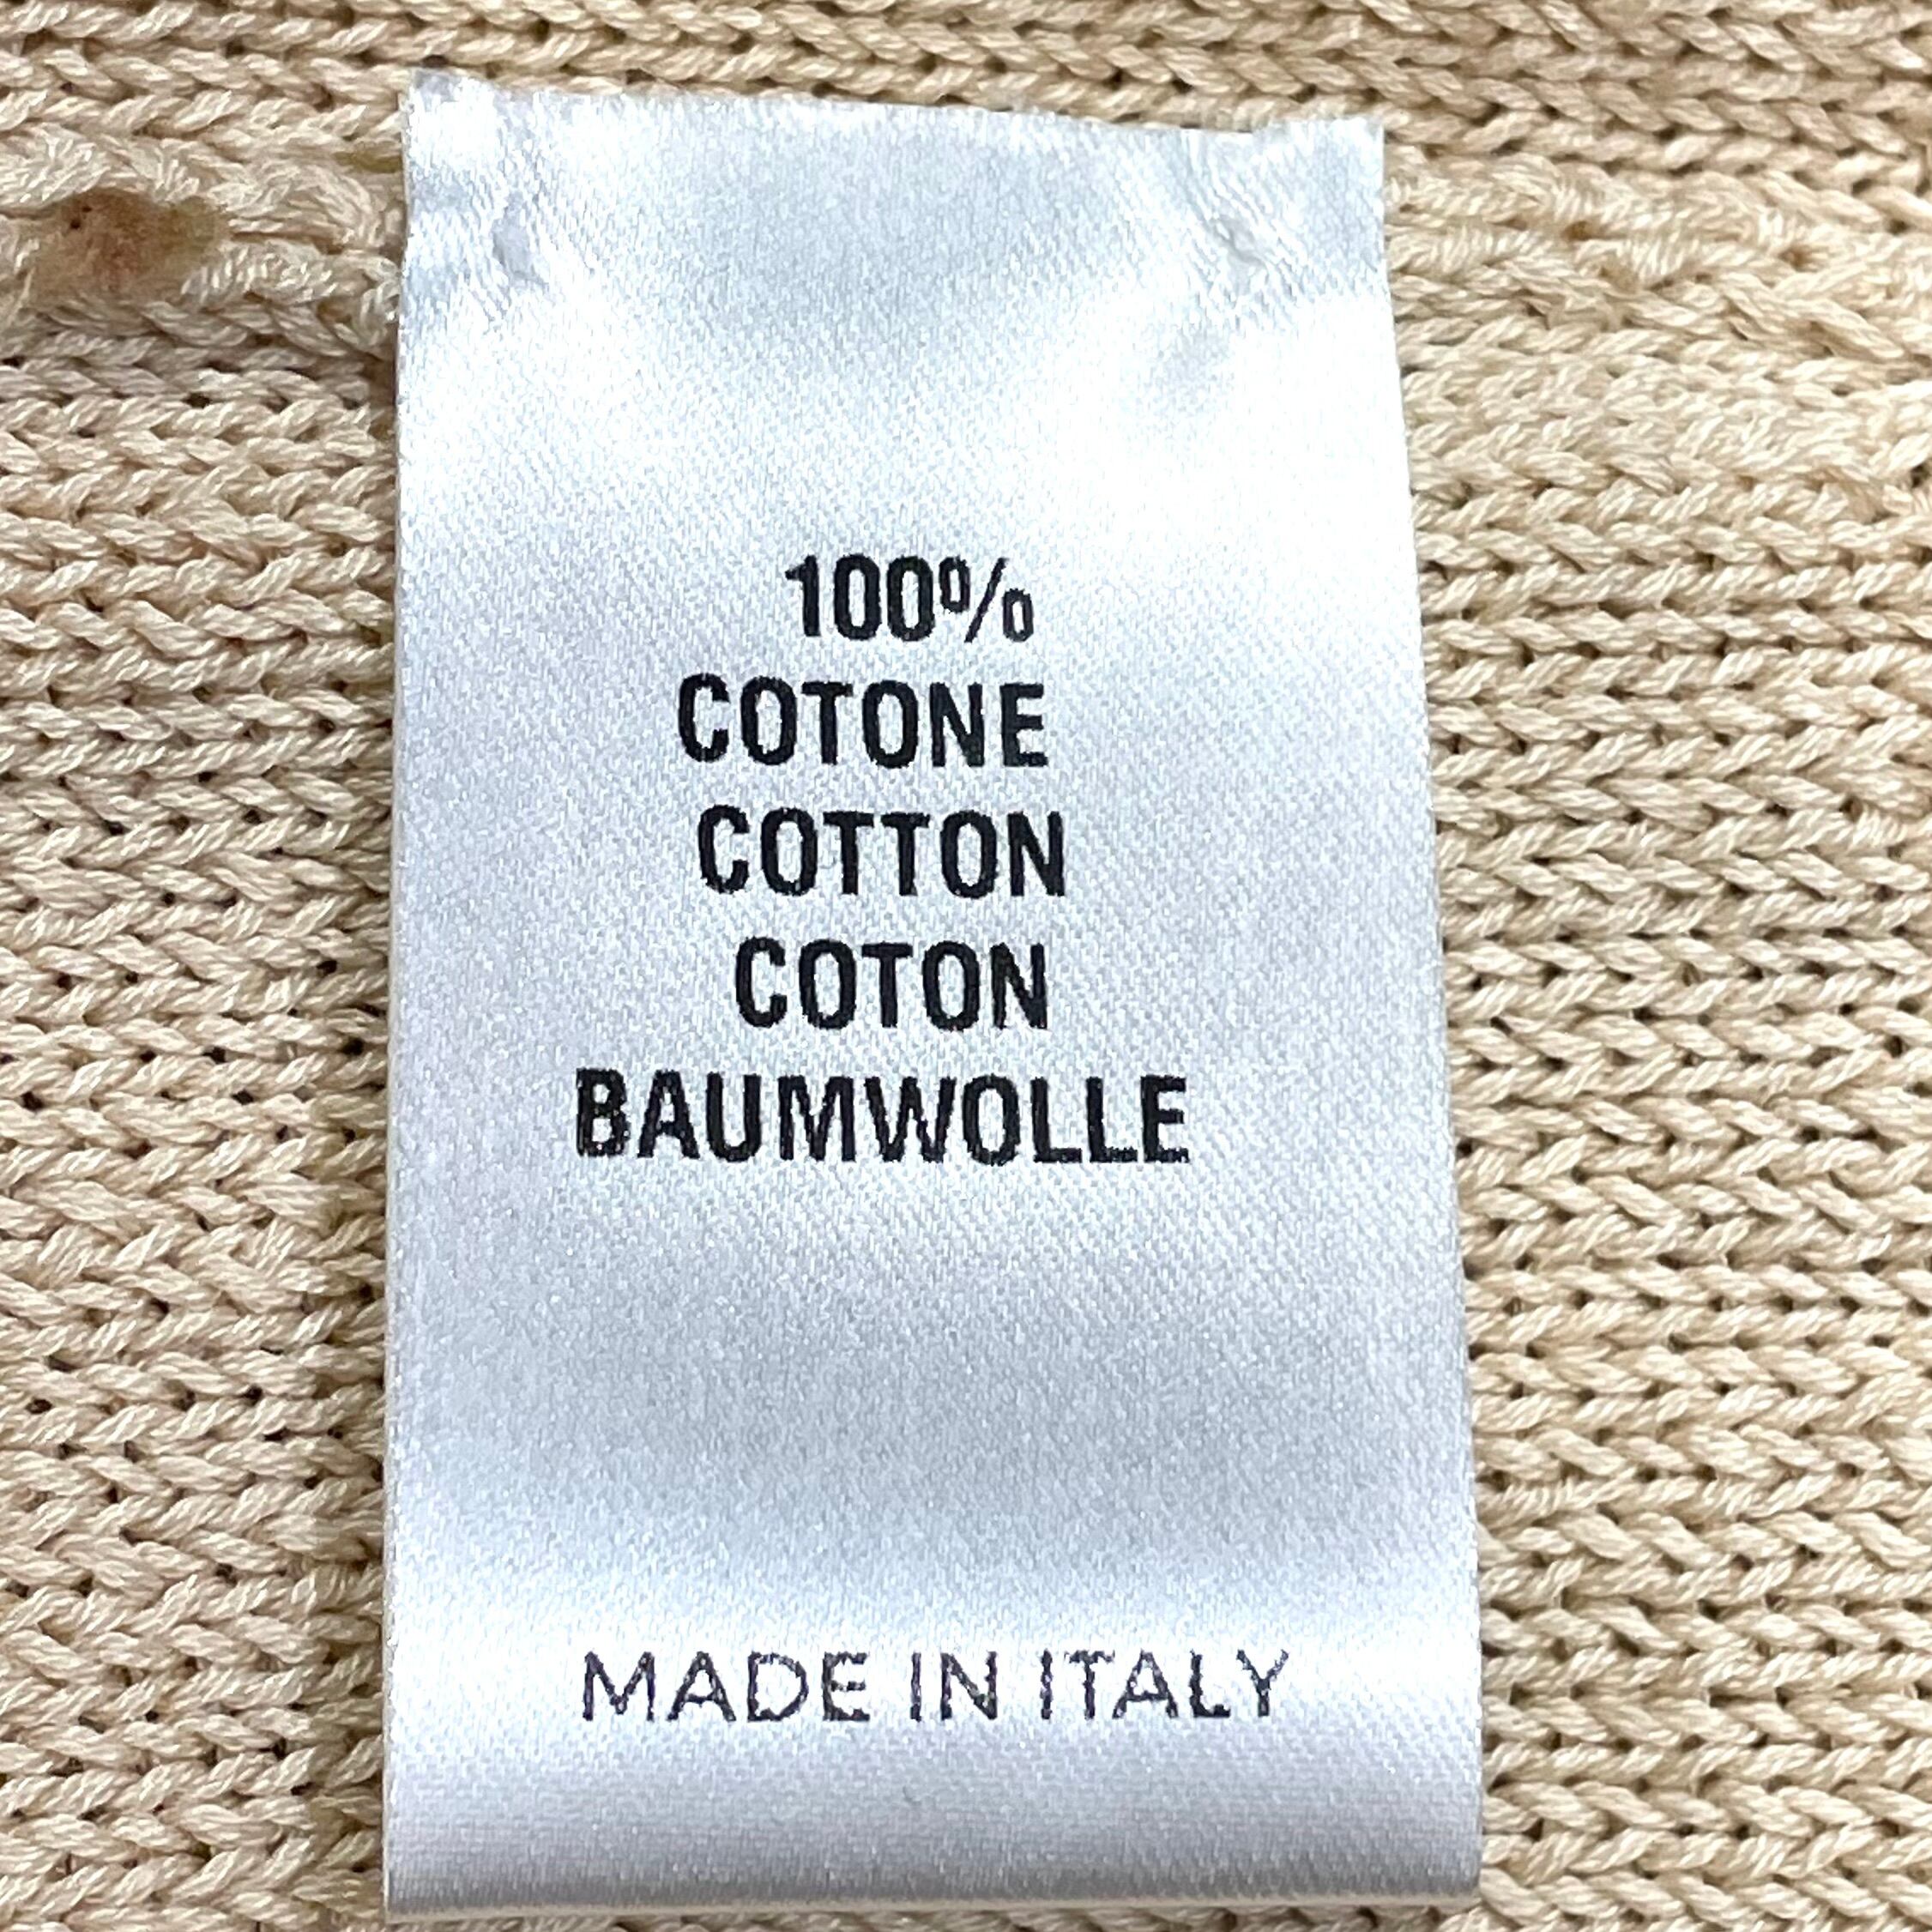 100%
COTONE
COTTON
COTON
BAUMWOLLE
MADE IN ITALY